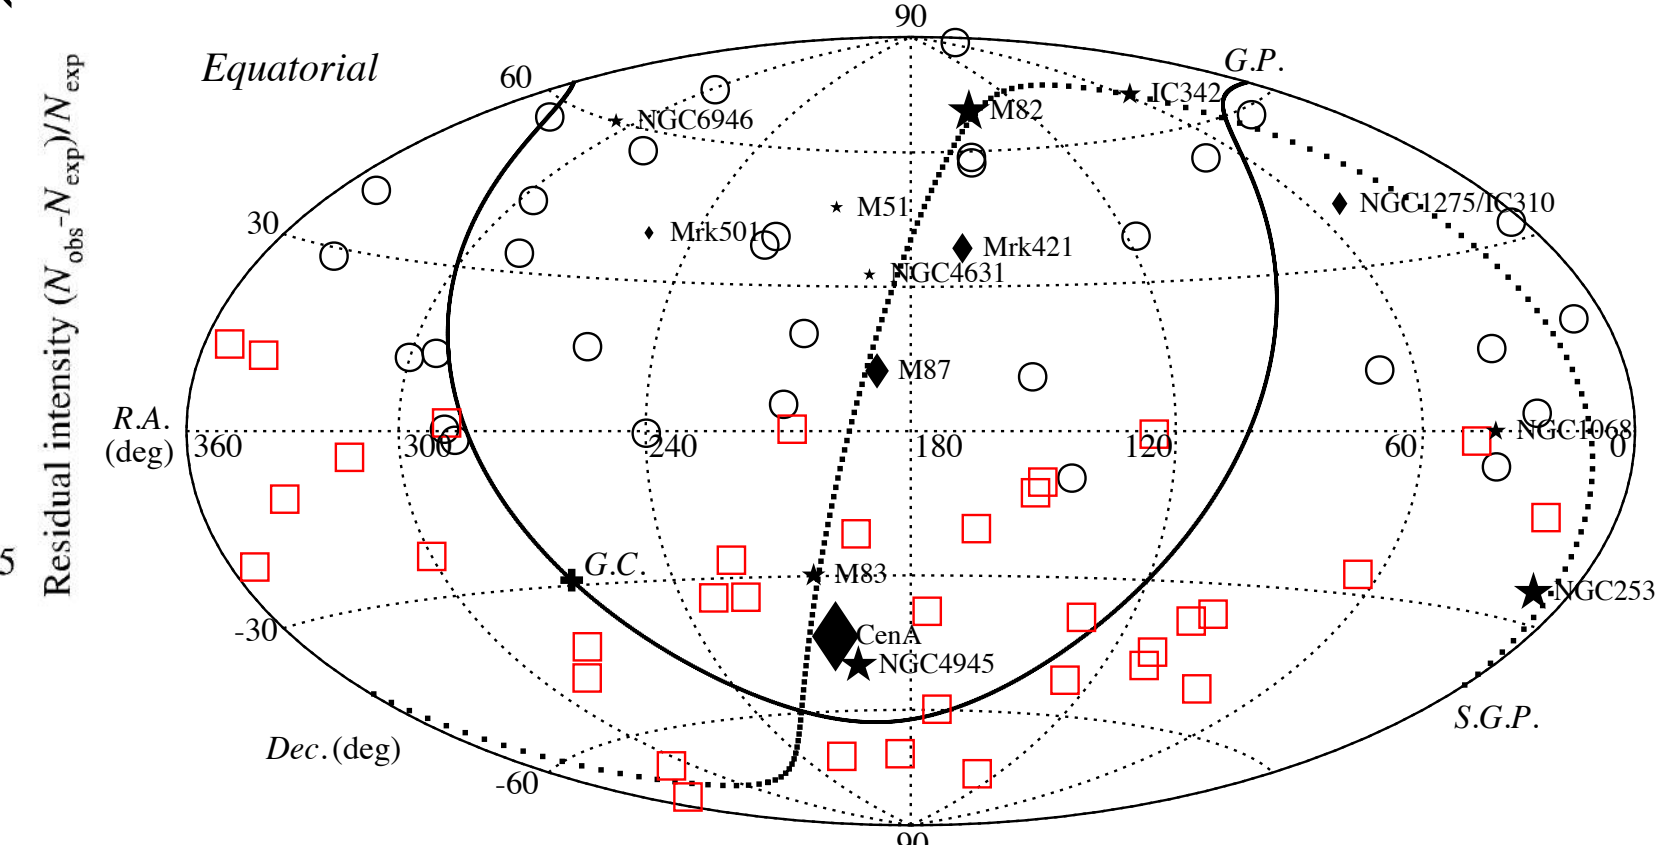 90
Equatorial
G.P.
60
IC342
M82
NGC6946
NGC1275/IC310
M51
30
Mrk501
Mrk421
NGC4631
M87
R.A.
(deg)
360
300
240
180
120
60
NGC1068
0
5
G.C.
M83
NGC253
-30
CenA
NGC4945
S.G.P.
Dec. (deg)
-60
90
Residual intensity (Nobs-Nexp)/Nexp